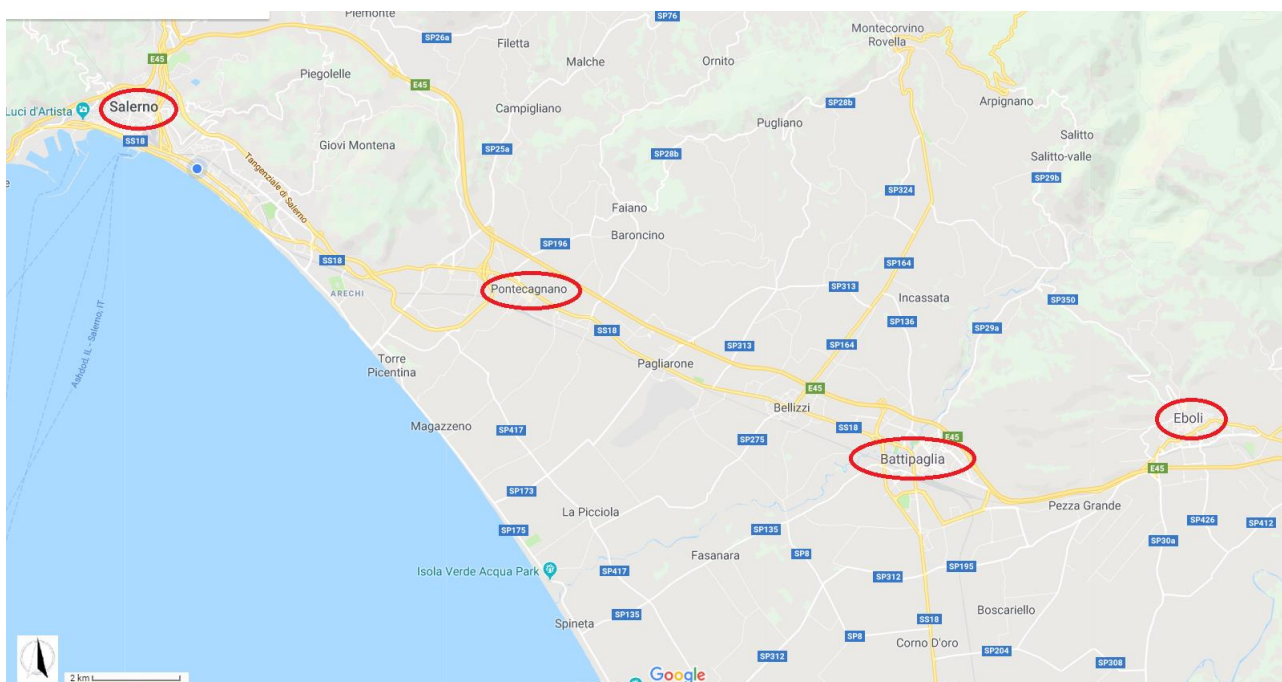 Piemonte
SP76
Montecorvino
Rovella
SP26a
Filetta
E45
Malche
Ornito
Piegolelle
E45
Salerno
Luci d'Artista
Campigliano
SP28b
Arpignano
Pugliano
Salitto
SS18
Giovi Montena
SP25a
SP28b
Salitto-valle
Tangenziale di Salerno
SP29b
SP324
Faiano
Baroncino
SP196
SS18
SP164
Pontecagnano
SP313
ARECHI
Incassata
SP350
SP136
SS18
SP29a
SP313
SP164
Torre
Picentina
Pagliarone
Ashdod, IL - Salerno, IT
E45
Bellizzi
Eboli
Magazzeno
SP417
SP275
SS18
E45
Battipaglia
E45
SP173
Pezza Grande
La Picciola
SP175
SP135
SP426
SP412
SP30a
Fasanara
SP8
Isola Verde Acqua Park
SP417
SP312
SP195
SP135
Boscariello
Spineta
SS18
SP8
Corno D'oro
SP204
SP312
SP308
Google
2 km